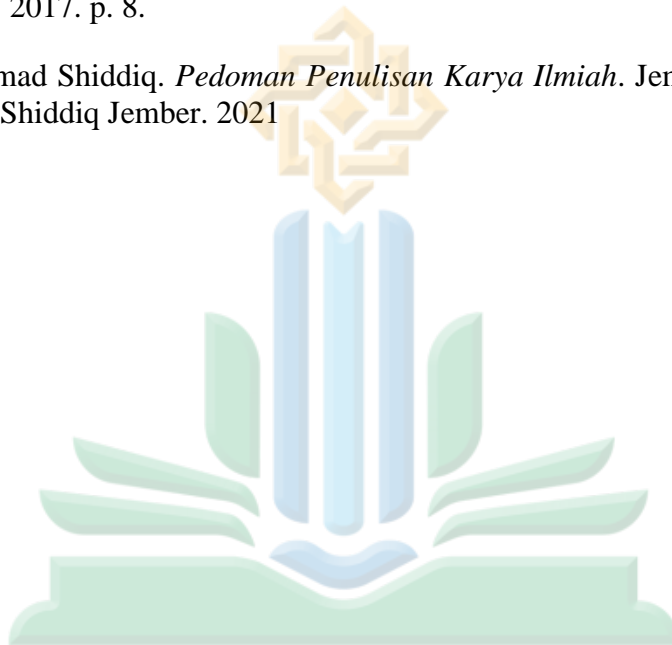 2017. p. 8.
mad Shiddiq. Pedoman Penulisan Karya Ilmiah. Jem
Shiddiq Jember. 2021